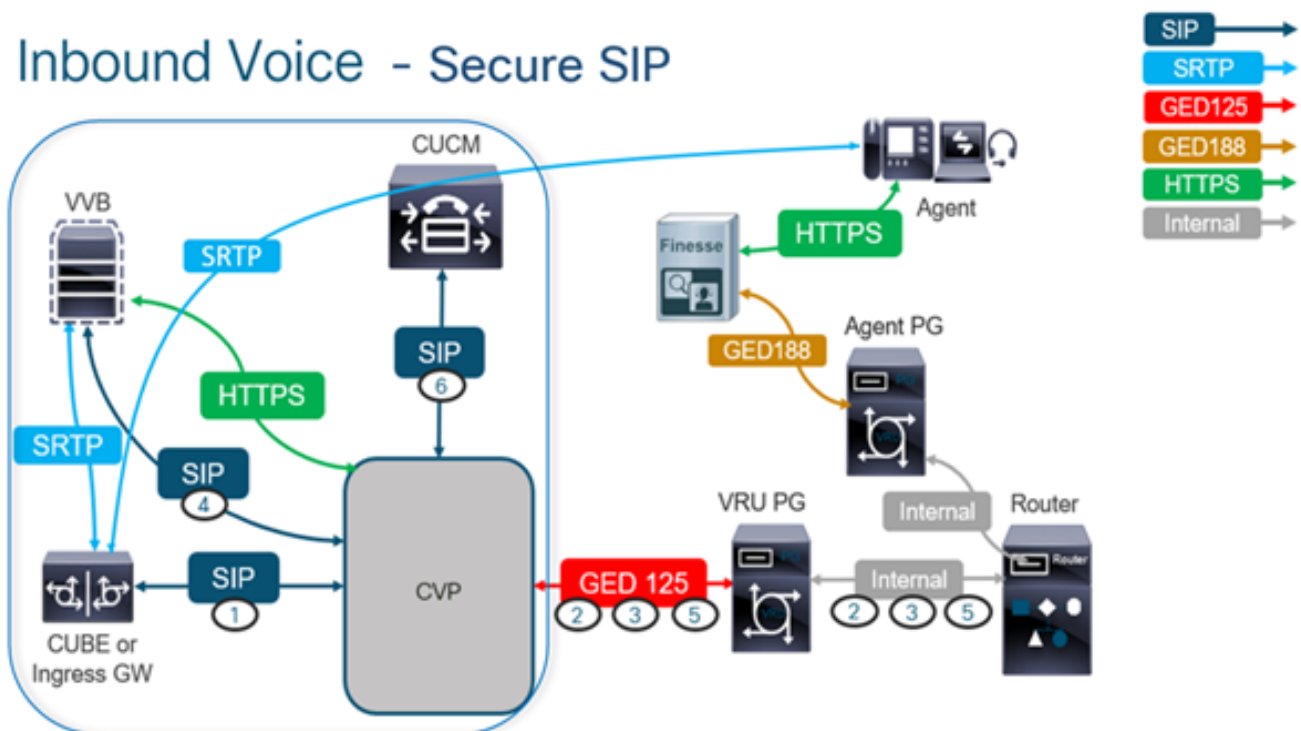 Inbound Voice - Secure SIP
SIP
SRTP
GED125
GED188
HTTPS
Internal
CUCM
VVB
SRTP
Agent
HTTPS
Finesse
SIP
6
Agent PG
GED188
HTTPS
SRTP
SIP
4
VRU PG
Internal
Router
Router
SIP
1
CVP
GED 125
2 3 5
Internal
2 3 5
CUBE or
Ingress GW